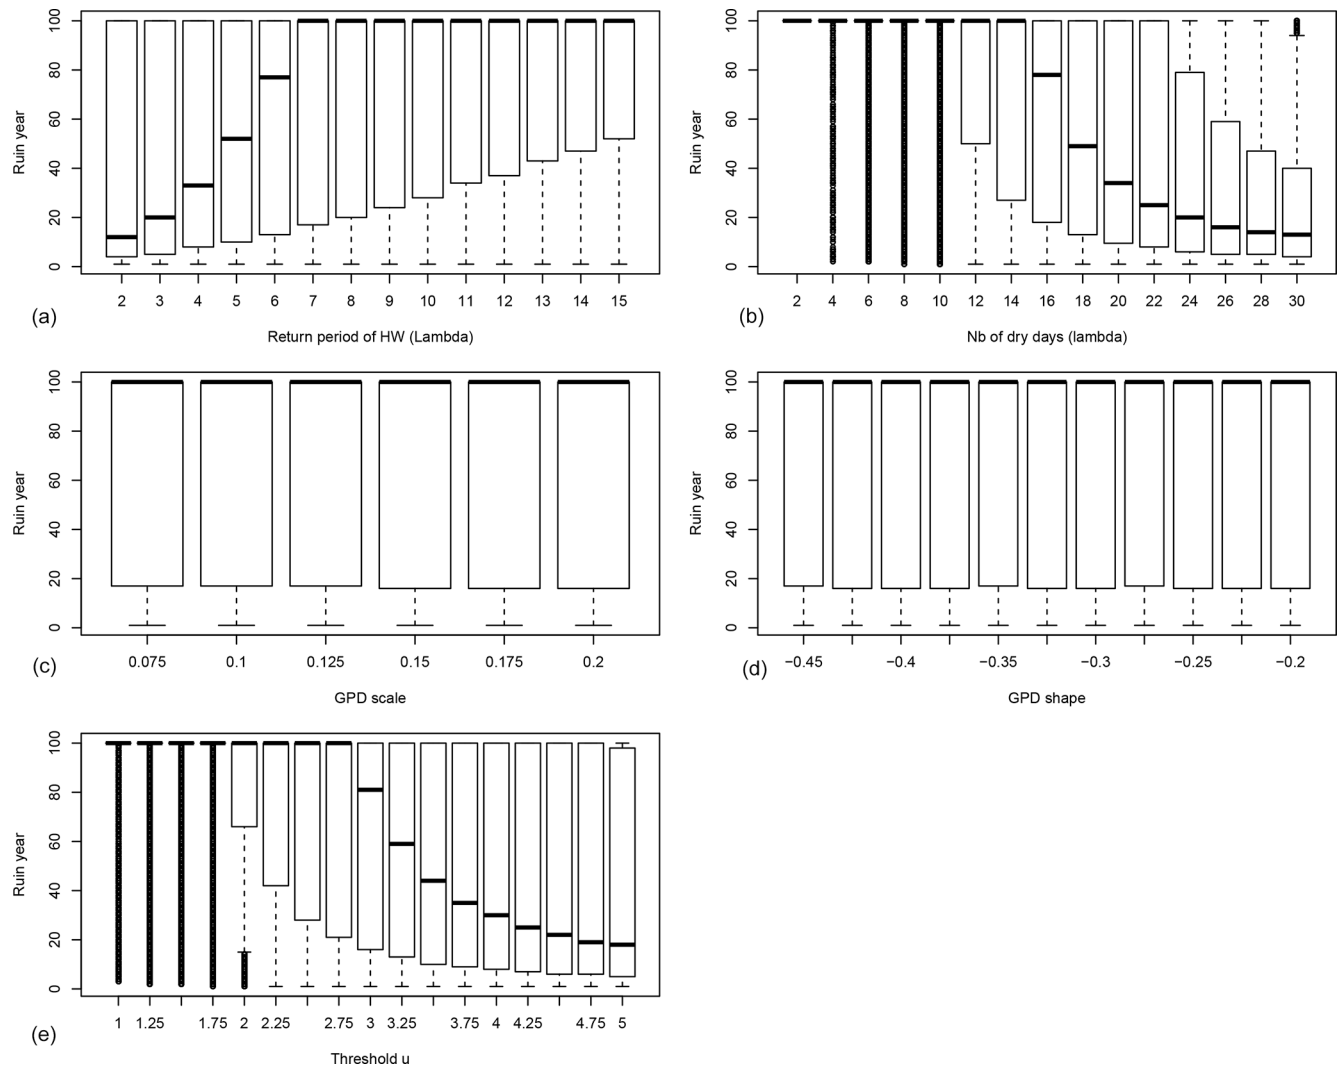 100
80
60
40
20
0
Ruin year
2 3 4 5 6 7 8 9 10 11 12 13 14 15
(a)
Return period of HW (Lambda)
100
80
60
40
20
0
Ruin year
2 4 6 8 10 12 14 16 18 20 22 24 26 28 30
(b)
Nb of dry days (lambda)
100
80
60
40
20
0
Ruin year
0.075 0.1 0.125 0.15 0.175 0.2
(c)
GPD scale
100
80
60
40
20
0
Ruin year
−0.45 −0.4 −0.35 −0.3 −0.25 −0.2
(d)
GPD shape
100
80
60
40
20
0
Ruin year
1 1.25 1.75 2 2.25 2.75 3 3.25 3.75 4 4.25 4.75 5
(e)
Threshold u